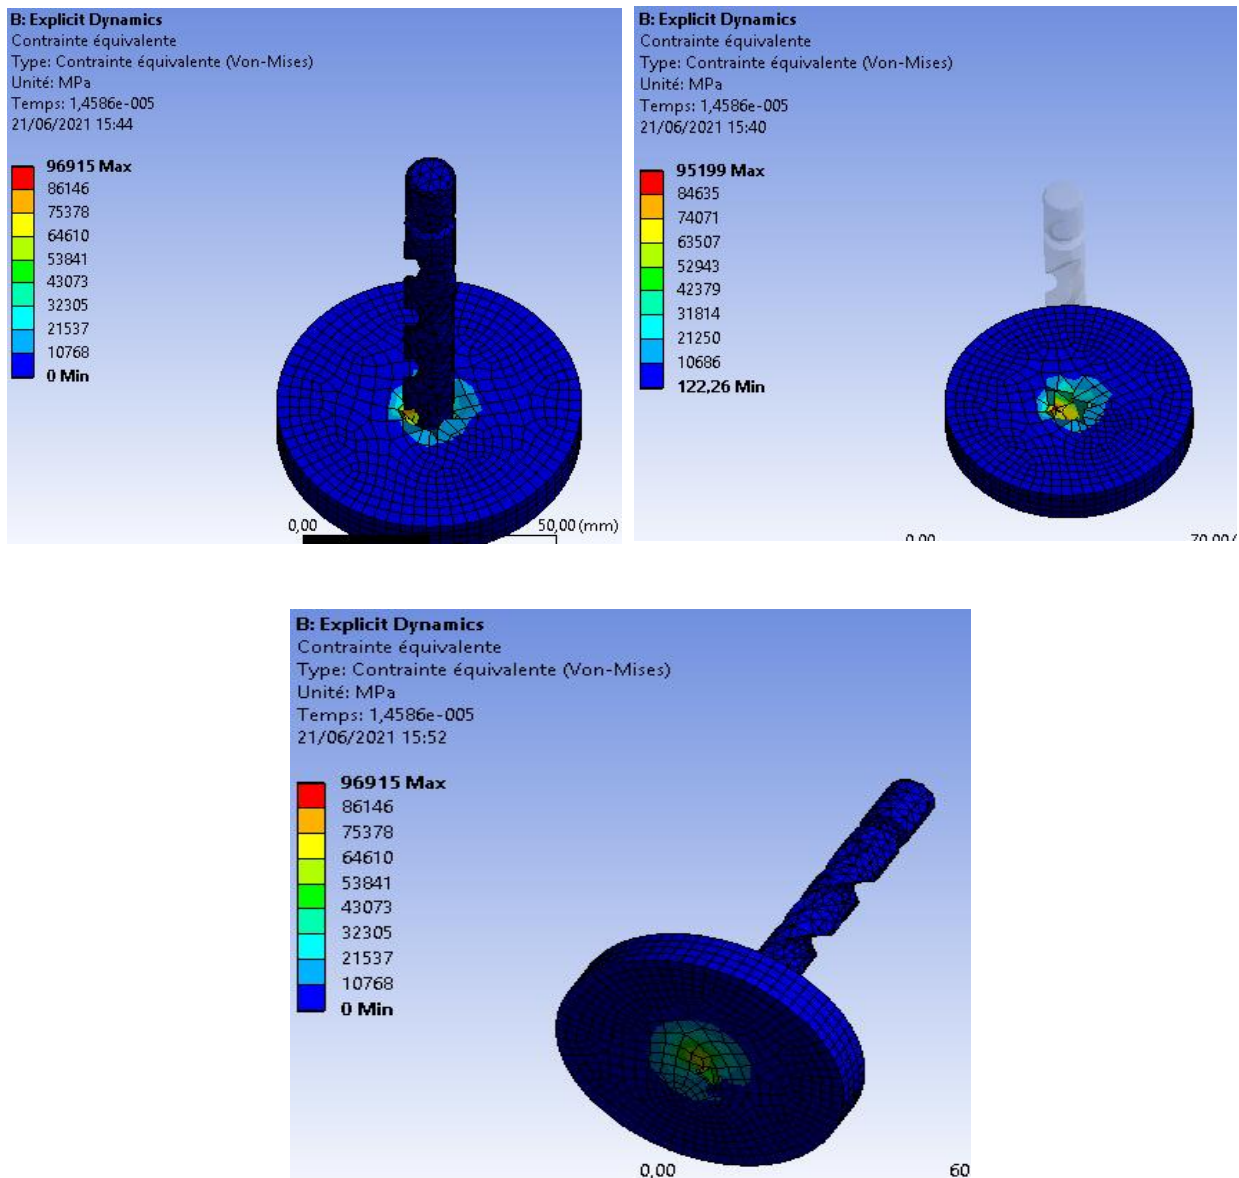 B: Explicit Dynamics
Contrainte équivalente
Type: Contrainte équivalente (Von-Mises)
Unité: MPa
Temps: 1,4586e-005
21/06/2021 15:44
96915 Max
86146
75378
64610
53841
43073
32305
21537
10768
0 Min
0,00
50,00 (mm)
B: Explicit Dynamics
Contrainte équivalente
Type: Contrainte équivalente (Von-Mises)
Unité: MPa
Temps: 1,4586e-005
21/06/2021 15:40
95199 Max
84635
74071
63507
52943
42379
31814
21250
10686
122,26 Min
0,00
70,00
B: Explicit Dynamics
Contrainte équivalente
Type: Contrainte équivalente (Von-Mises)
Unité: MPa
Temps: 1,4586e-005
21/06/2021 15:52
96915 Max
86146
75378
64610
53841
43073
32305
21537
10768
0 Min
0,00
60